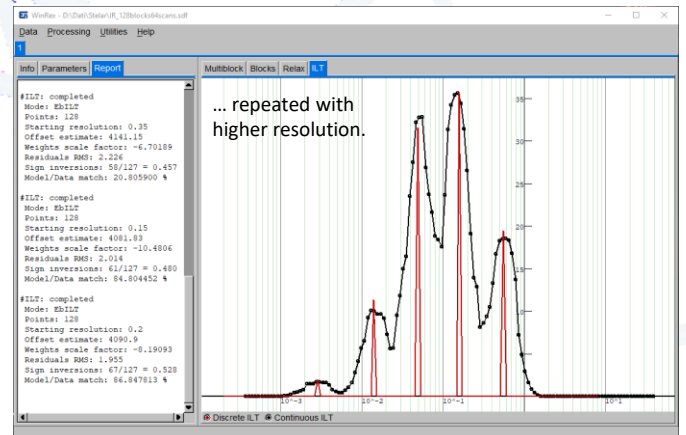 WinRex - D:\Dati\Stelar\IR_128blocks64scans.sdf
Data Processing Utilities Help
1
Info Parameters Report
Multiblock Blocks Relax ILT
#ILT: completed
Mode: EbILT
Points: 128
Starting resolution: 0.35
Offset estimate: 4141.15
Weights scale factor: -6.70189
Residuals RMS: 2.226
Sign inversions: 58/127 = 0.457
Model/Data match: 20.805900 %
#ILT: completed
Mode: EbILT
Points: 128
Starting resolution: 0.15
Offset estimate: 4081.83
Weights scale factor: -10.4806
Residuals RMS: 2.014
Sign inversions: 61/127 = 0.480
Model/Data match: 84.804452 %
#ILT: completed
Mode: EbILT
Points: 128
Starting resolution: 0.2
Offset estimate: 4090.9
Weights scale factor: -8.19093
Residuals RMS: 1.955
Sign inversions: 67/127 = 0.528
Model/Data match: 86.847813 %
… repeated with
higher resolution.
35
30
25
20
15
10
10^-3 10^-2 10^-1 10^1
Discrete ILT Continuous ILT